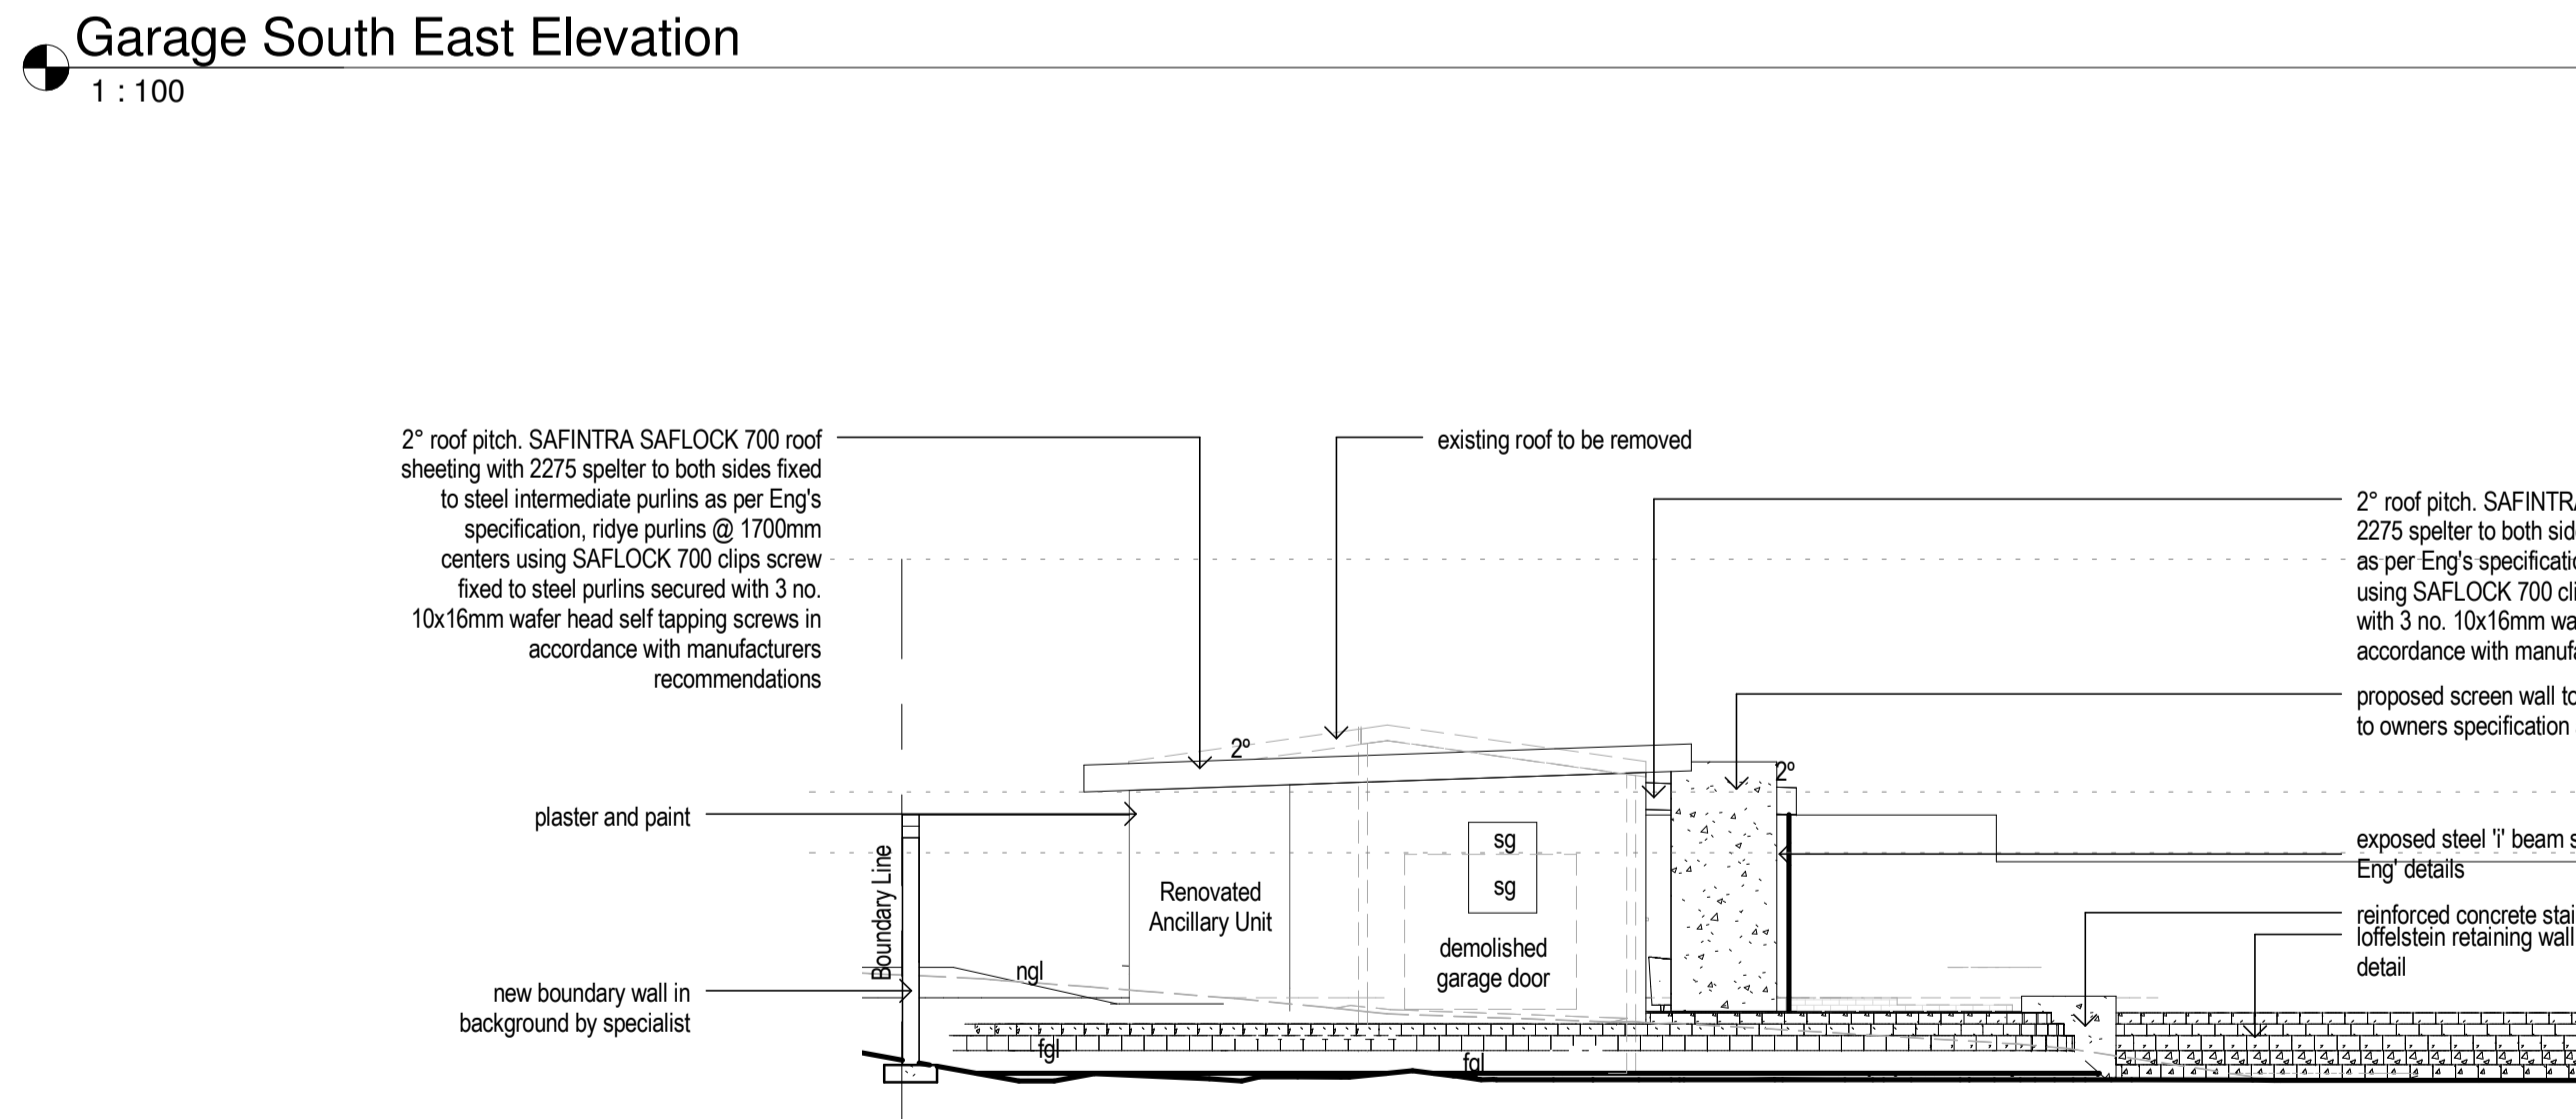 Garage South East Elevation
1 : 100
2° roof pitch. SAFINTRA SAFLOCK 700 roof
sheeting with 2275 spelter to both sides fixed
to steel intermediate purlins as per Eng's
specification, ridye purlins @ 1700mm
centers using SAFLOCK 700 clips screw
fixed to steel purlins secured with 3 no.
10x16mm wafer head self tapping screws in
accordance with manufacturers
recommendations
existing roof to be removed
2° roof pitch. SAFINTRA
2275 spelter to both sid
as per Eng's specificatio
using SAFLOCK 700 cli
with 3 no. 10x16mm wa
accordance with manufa
proposed screen wall to
to owners specification
2º
2º
plaster and paint
exposed steel 'i' beam s
Eng' details
sg
sg
Boundary Line
Renovated
Ancillary Unit
demolished
garage door
reinforced concrete stai
loffelstein retaining wall
detail
ngl
new boundary wall in
background by specialist
fgl
fgl